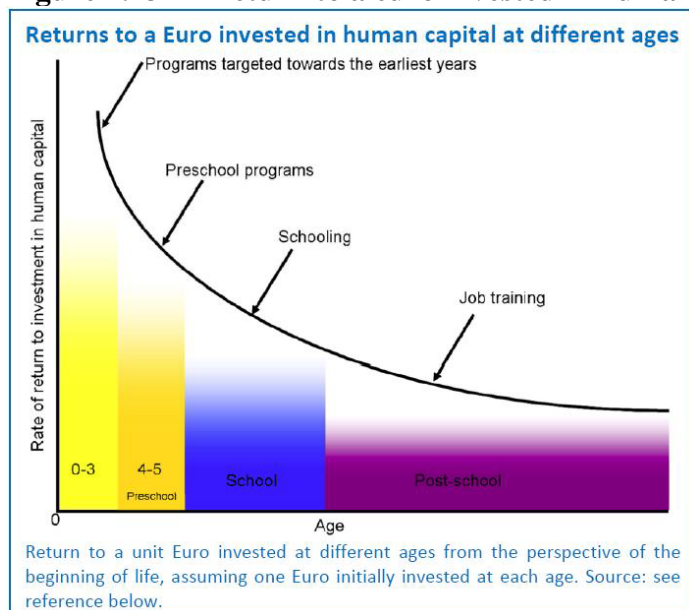 Returns to a Euro invested in human capital at different ages
Programs targeted towards the earliest years
Preschool programs
Schooling
Job training
Rate of return to investment in human capital
0-3
4-5
Preschool
School
Post-school
0
Age
Return to a unit Euro invested at different ages from the perspective of the
beginning of life, assuming one Euro initially invested at each age. Source: see
reference below.